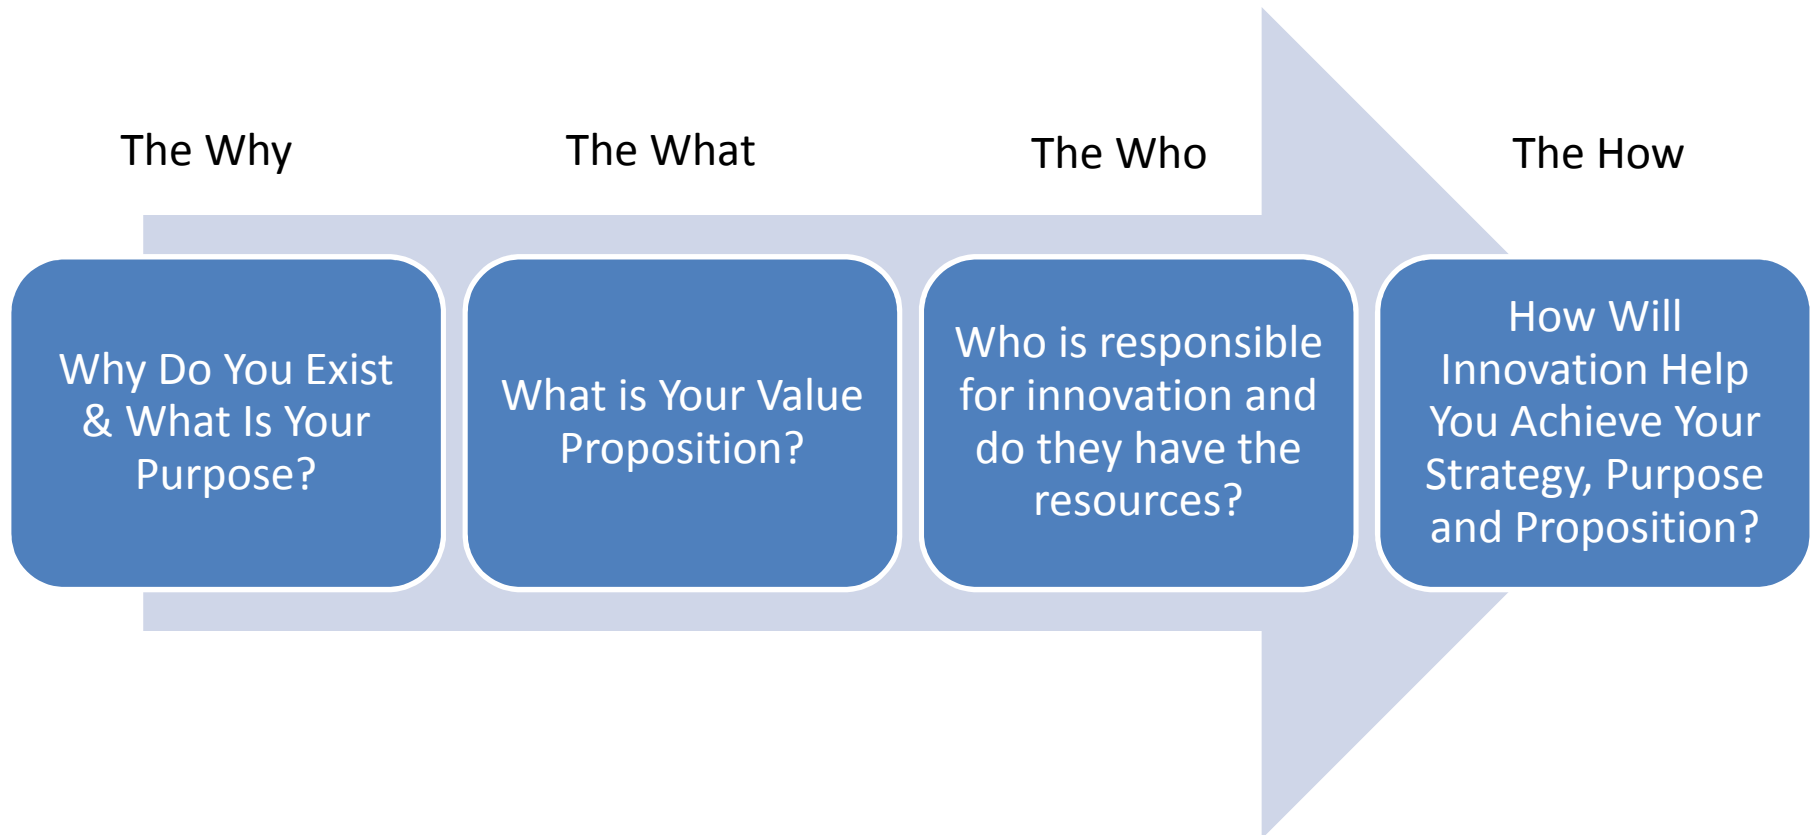 The Why
The What
The Who
The How
Why Do You Exist
& What Is Your
Purpose?
What is Your Value
Proposition?
Who is responsible
for innovation and
do they have the
resources?
How Will
Innovation Help
You Achieve Your
Strategy, Purpose
and Proposition?